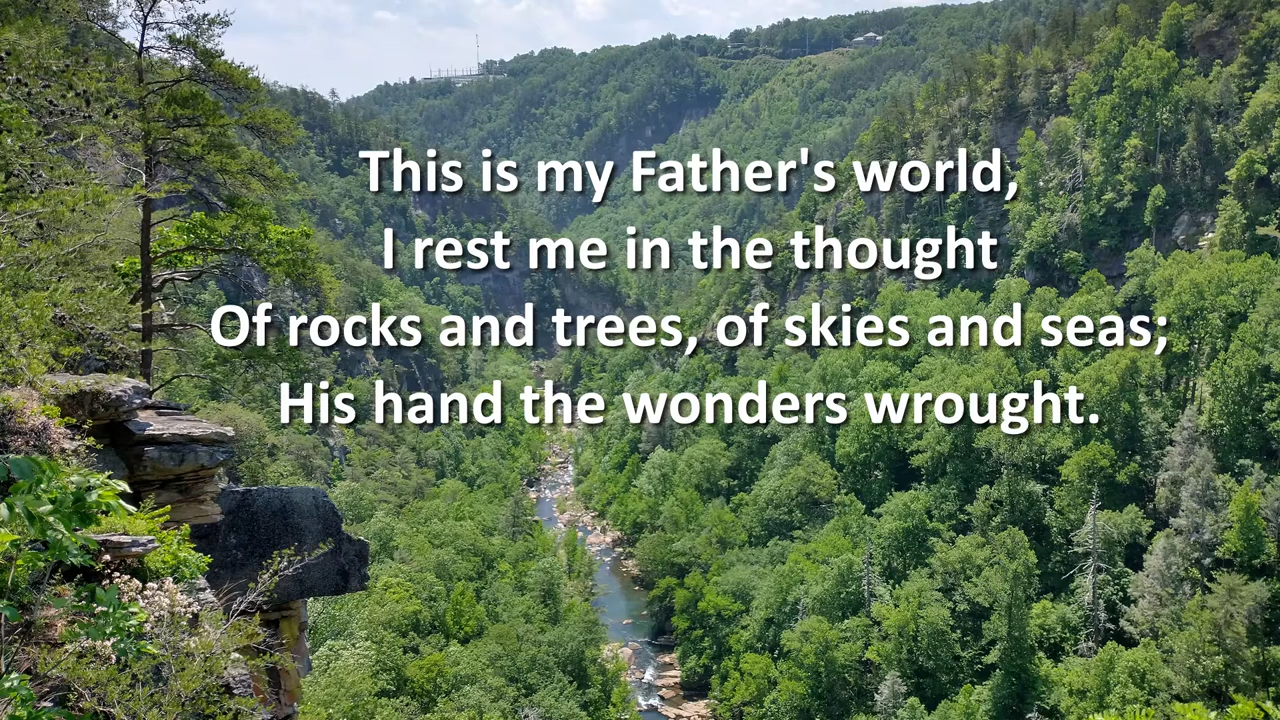 This is my Father's world,
I rest me in the thought
Of rocks and trees, of skies and seas;
His hand the wonders wrought.